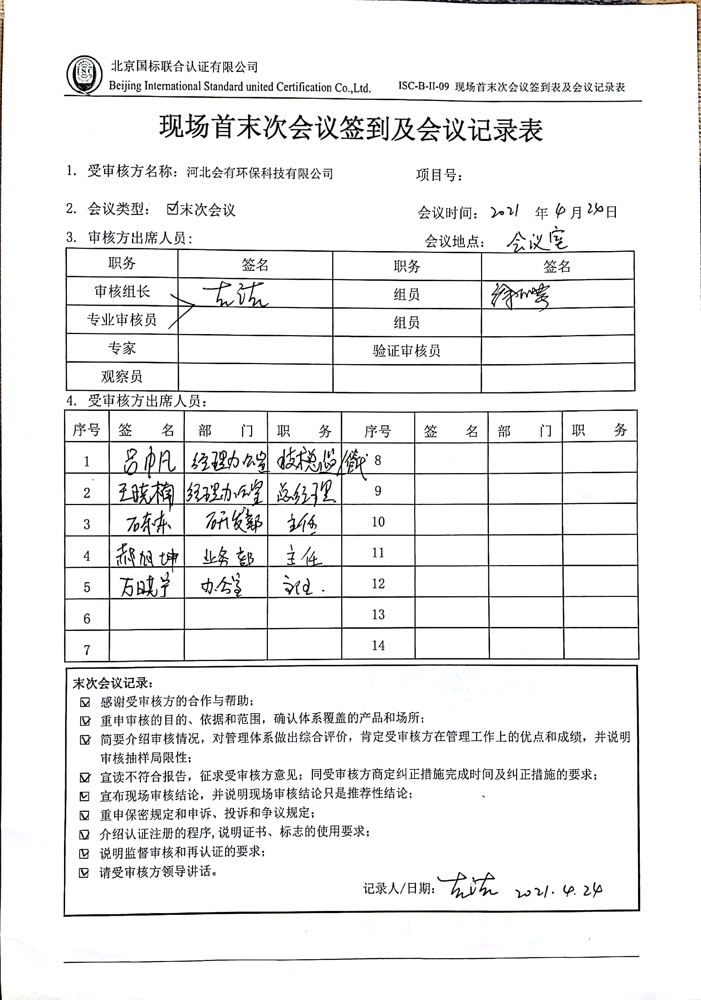 北京国标联合认证有限公司
Beijing International Standard united Certification Co.,Ltd. ISC-B-II-09 现场首末次会议签到表及会议记录表
现场首末次会议签到及会议记录表
1. 受审核方名称：河北会有环保科技有限公司 项目号：
2. 会议类型： ☑末次会议 会议时间： 2021 年 4 月 24 日
3. 审核方出席人员： 会议地点： 会议室
职务 签名 职务 签名
审核组长 组员
专业审核员 组员
专家 验证审核员
观察员
4. 受审核方出席人员：
序号 签 名 部 门 职 务 序号 签 名 部 门 职 务
1 吕帅凡 经理办公室 技术总监/管代 8
2 王晓楠 经理办公室 总经理 9
3 石东东 研发部 主任 10
4 郝旭坤 业务部 主任 11
5 方晓宁 办公室 主任. 12
6 13
7 14
末次会议记录：
☑ 感谢受审核方的合作与帮助；
☑ 重申审核的目的、依据和范围，确认体系覆盖的产品和场所；
☑ 简要介绍审核情况，对管理体系做出综合评价，肯定受审核方在管理工作上的优点和成绩，并说明
审核抽样局限性；
☑ 宣读不符合报告，征求受审核方意见；同受审核方商定纠正措施完成时间及纠正措施的要求；
☑ 宣布现场审核结论，并说明现场审核结论只是推荐性结论；
☑ 重申保密规定和申诉、投诉和争议规定；
☑ 介绍认证注册的程序,说明证书、标志的使用要求；
☑ 说明监督审核和再认证的要求；
☑ 请受审核方领导讲话。
记录人/日期： 2021.4.24